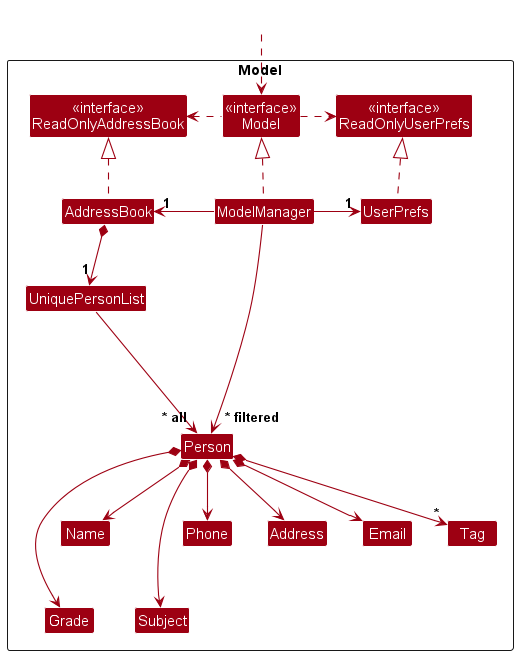 Model
«interface»
ReadOnlyAddressBook
«interface»
Model
«interface»
ReadOnlyUserPrefs
AddressBook
1
ModelManager
1
UserPrefs
1
UniquePersonList
* all
* filtered
Person
*
Name
Phone
Address
Email
Tag
Grade
Subject